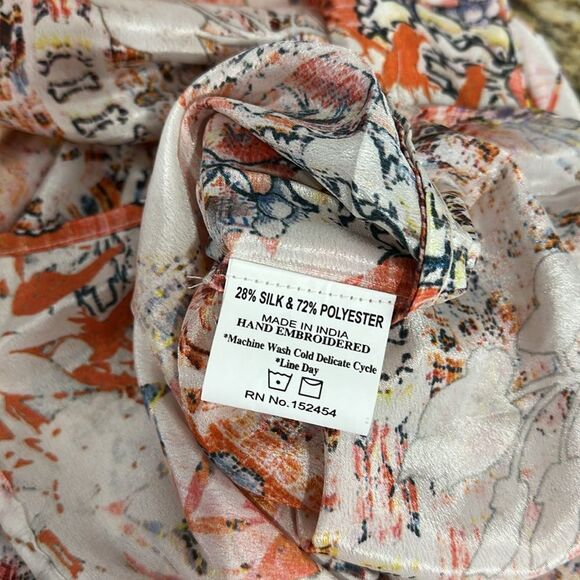 28% SILK & 72% POLYESTER
MADE IN INDIA
HAND EMBROIDERED
*Machine Wash Cold Delicate Cycle
*Line Day
RN No.152454